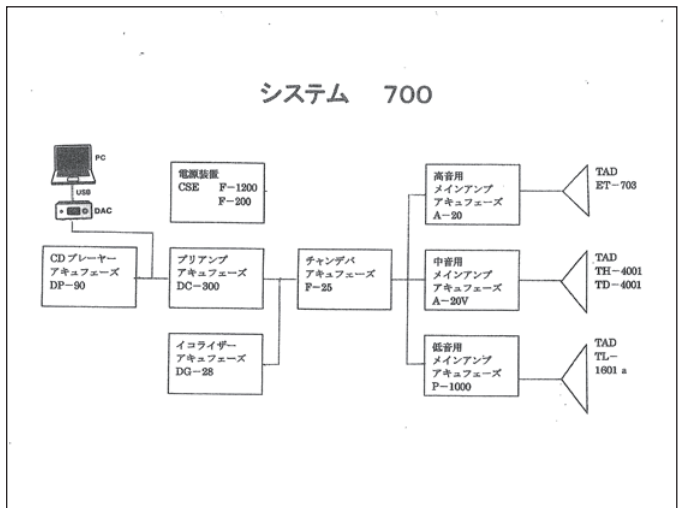 システム 700
PC
USB
DAC
電源装置
CSE F-1200
F-200
CDプレーヤー
アキュフェーズ
DP-90
プリアンプ
アキュフェーズ
DC-300
イコライザー
アキュフェーズ
DG-28
チャンデバ
アキュフェーズ
F-25
高音用
メインアンプ
アキュフェーズ
A-20
TAD
ET-703
中音用
メインアンプ
アキュフェーズ
A-20V
TAD
TH-4001
TD-4001
低音用
メインアンプ
アキュフェーズ
P-1000
TAD
TL-
1601 a